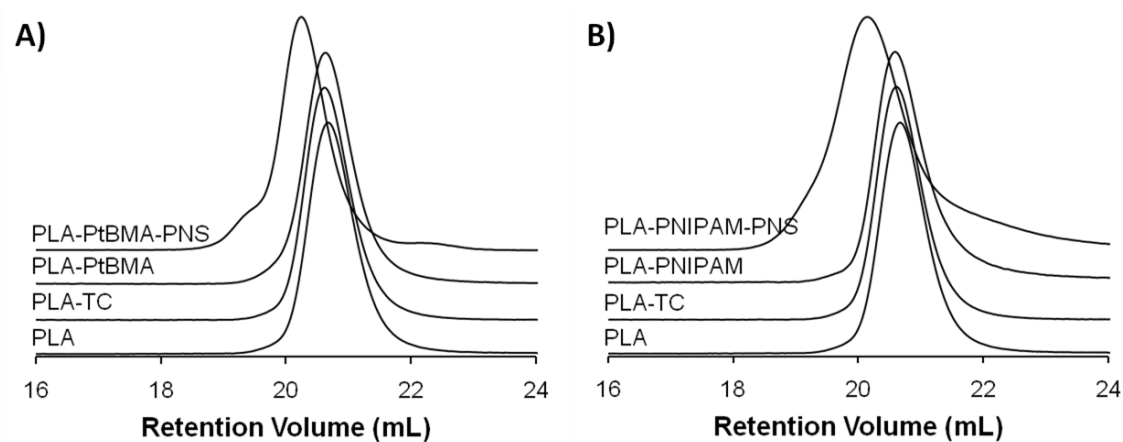 A)
PLA-PtBMA-PNS
PLA-PtBMA
PLA-TC
PLA
16 18 20 22 24
Retention Volume (mL)
B)
PLA-PNIPAM-PNS
PLA-PNIPAM
PLA-TC
PLA
16 18 20 22 24
Retention Volume (mL)